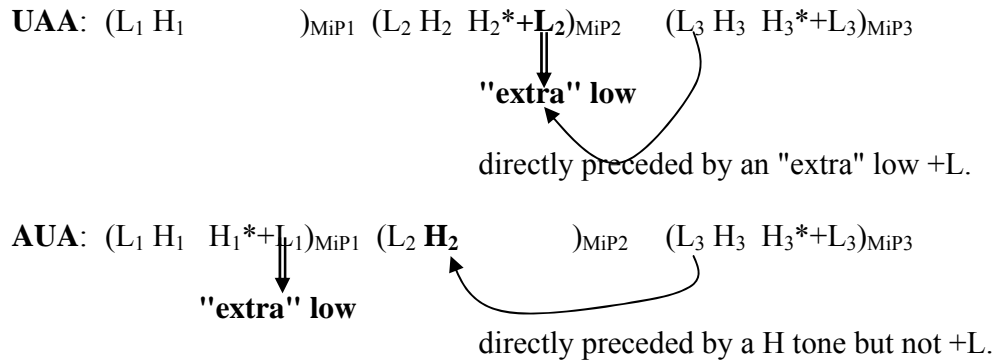 UAA: (L₁ H₁ )MiP1 (L₂ H₂ H₂*+L₂)MiP2 (L₃ H₃ H₃*+L₃)MiP3
"extra" low
directly preceded by an "extra" low +L.
AUA: (L₁ H₁ H₁*+L₁)MiP1 (L₂ H₂ )MiP2 (L₃ H₃ H₃*+L₃)MiP3
"extra" low
directly preceded by a H tone but not +L.